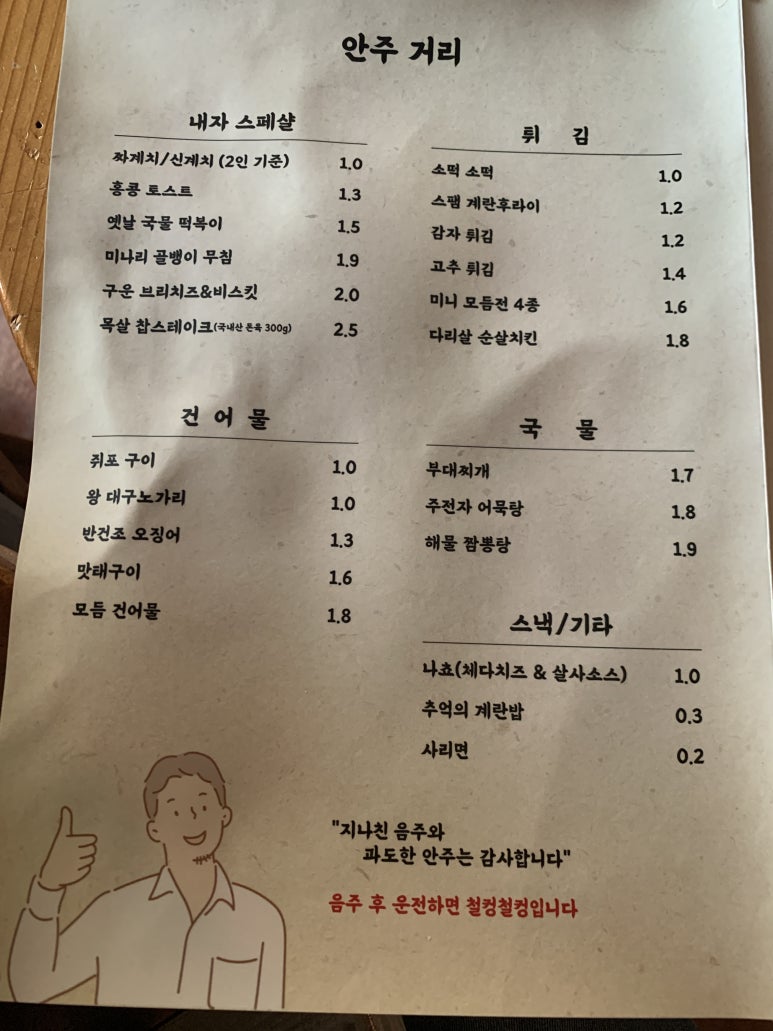 안주 거리
내자 스페샬
짜계치/신계치 (2인 기준) 1.0
홍콩 토스트 1.3
옛날 국물 떡볶이 1.5
미나리 골뱅이 무침 1.9
구운 브리치즈&비스킷 2.0
목살 찹스테이크(국내산 돈육 300g) 2.5
튀 김
소떡 소떡 1.0
스팸 계란후라이 1.2
감자 튀김 1.2
고추 튀김 1.4
미니 모듬전 4종 1.6
다리살 순살치킨 1.8
건 어 물
쥐포 구이 1.0
왕 대구노가리 1.0
반건조 오징어 1.3
맛태구이 1.6
모듬 건어물 1.8
국 물
부대찌개 1.7
주전자 어묵탕 1.8
해물 짬뽕탕 1.9
스낵/기타
나쵸(체다치즈 & 살사소스) 1.0
추억의 계란밥 0.3
사리면 0.2
"지나친 음주와
과도한 안주는 감사합니다"
음주 후 운전하면 철컹철컹입니다